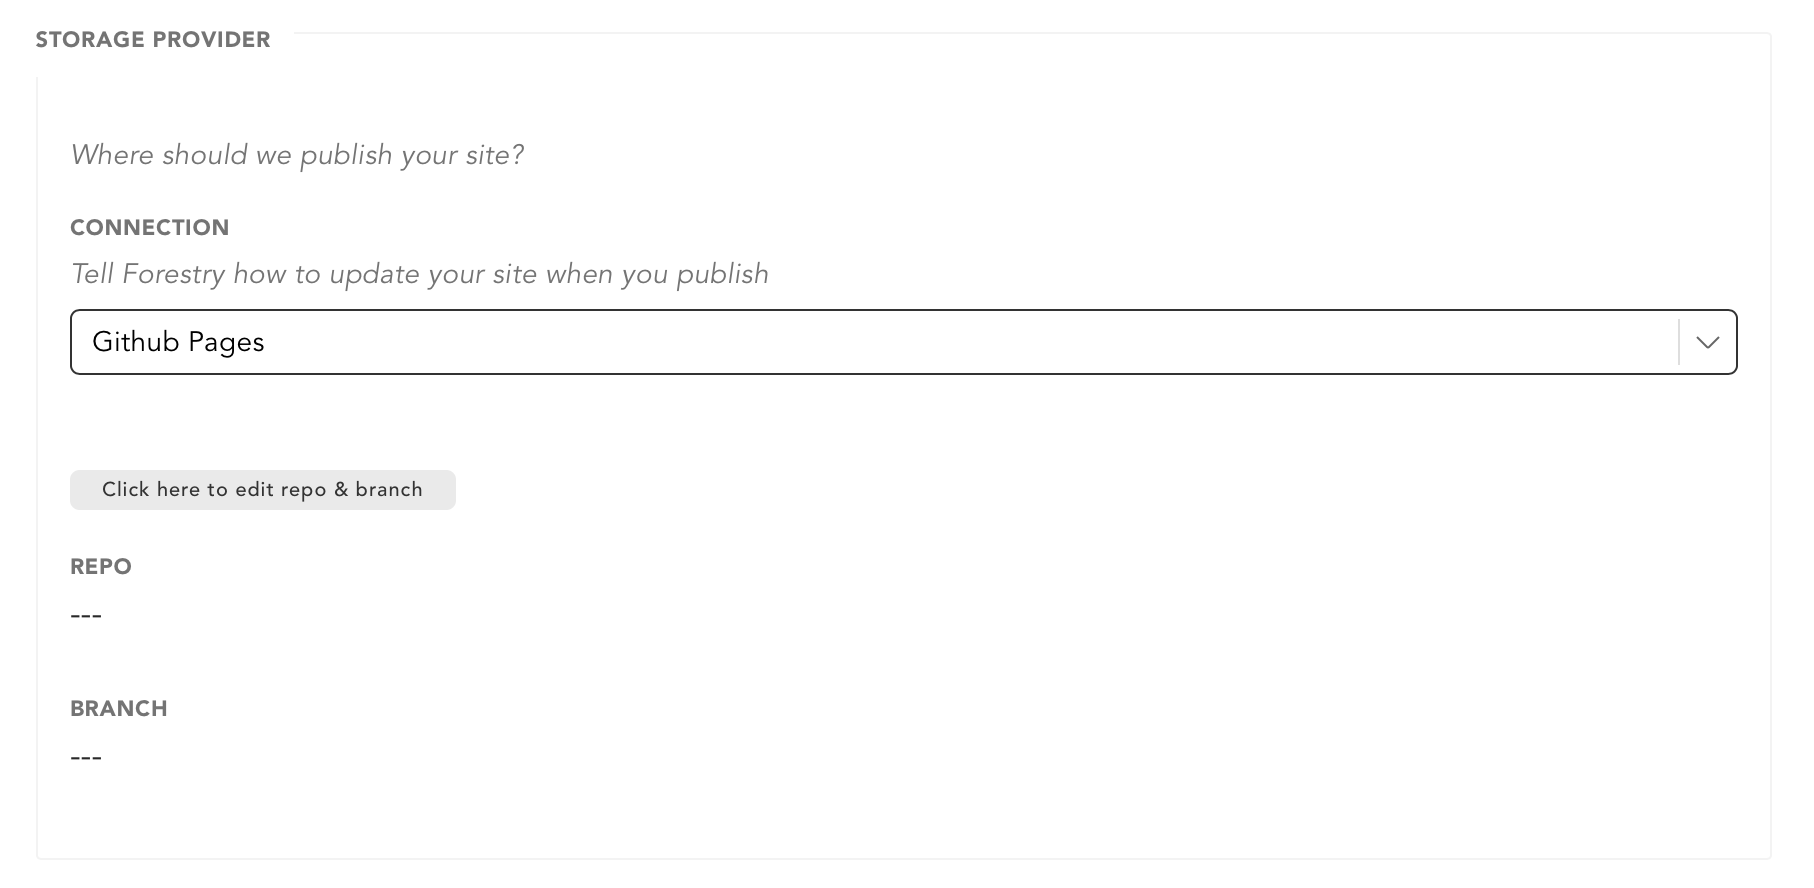 STORAGE PROVIDER
Where should we publish your site?
CONNECTION
Tell Forestry how to update your site when you publish
Github Pages
Click here to edit repo & branch
REPO
---
BRANCH
---